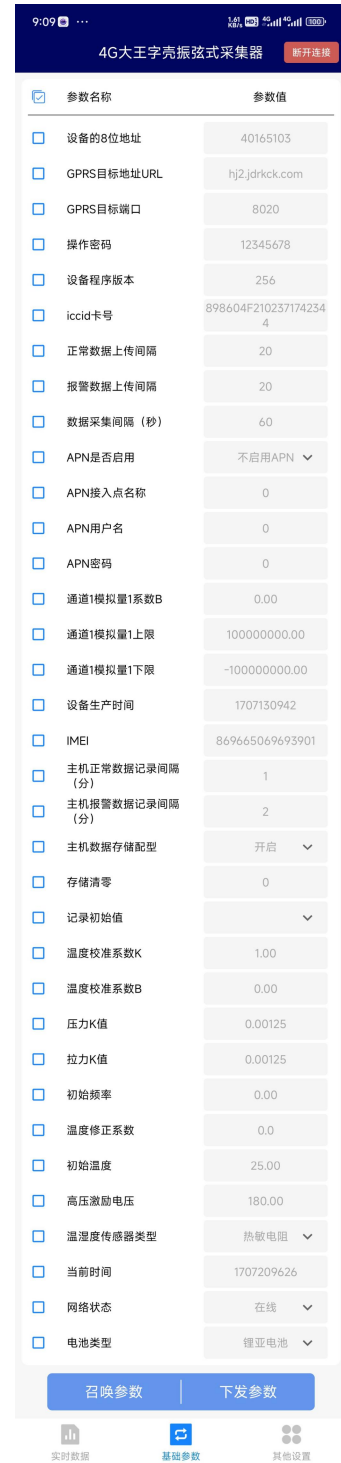 9:09 ··· 1.61 KB/s HD 4G 4G 100
4G大王字壳振弦式采集器 断开连接
参数名称 参数值
设备的8位地址 40165103
GPRS目标地址URL hj2.jdrkck.com
GPRS目标端口 8020
操作密码 12345678
设备程序版本 256
iccid卡号 898604F210237174234
4
正常数据上传间隔 20
报警数据上传间隔 20
数据采集间隔（秒） 60
APN是否启用 不启用APN
APN接入点名称 0
APN用户名 0
APN密码 0
通道1模拟量1系数B 0.00
通道1模拟量1上限 100000000.00
通道1模拟量1下限 -100000000.00
设备生产时间 1707130942
IMEI 869665069693901
主机正常数据记录间隔
（分） 1
主机报警数据记录间隔
（分） 2
主机数据存储配型 开启
存储清零 0
记录初始值
温度校准系数K 1.00
温度校准系数B 0.00
压力K值 0.00125
拉力K值 0.00125
初始频率 0.00
温度修正系数 0.0
初始温度 25.00
高压激励电压 180.00
温湿度传感器类型 热敏电阻
当前时间 1707209626
网络状态 在线
电池类型 锂亚电池
召唤参数 下发参数
实时数据 基础参数 其他设置